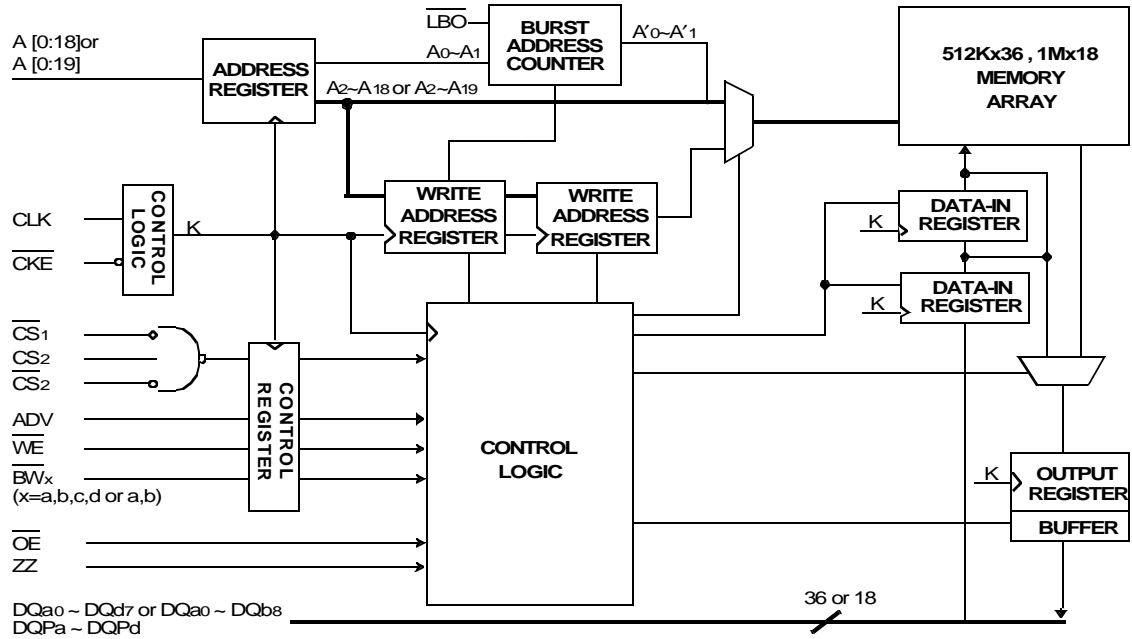 LBO
BURST
ADDRESS
COUNTER
A′0~A′1
A [0:18]or
A [0:19]
ADDRESS
REGISTER
A0~A1
A2~A18 or A2~A19
512Kx36 , 1Mx18
MEMORY
ARRAY
CLK
CKE
CONTROL
LOGIC
K
WRITE
ADDRESS
REGISTER
WRITE
ADDRESS
REGISTER
K
DATA-IN
REGISTER
K
DATA-IN
REGISTER
CS1
CS2
CS2
ADV
WE
BWx
(x=a,b,c,d or a,b)
CONTROL
REGISTER
CONTROL
LOGIC
K
OUTPUT
REGISTER
BUFFER
OE
ZZ
DQa0 ~ DQd7 or DQa0 ~ DQb8
DQPa ~ DQPd
36 or 18